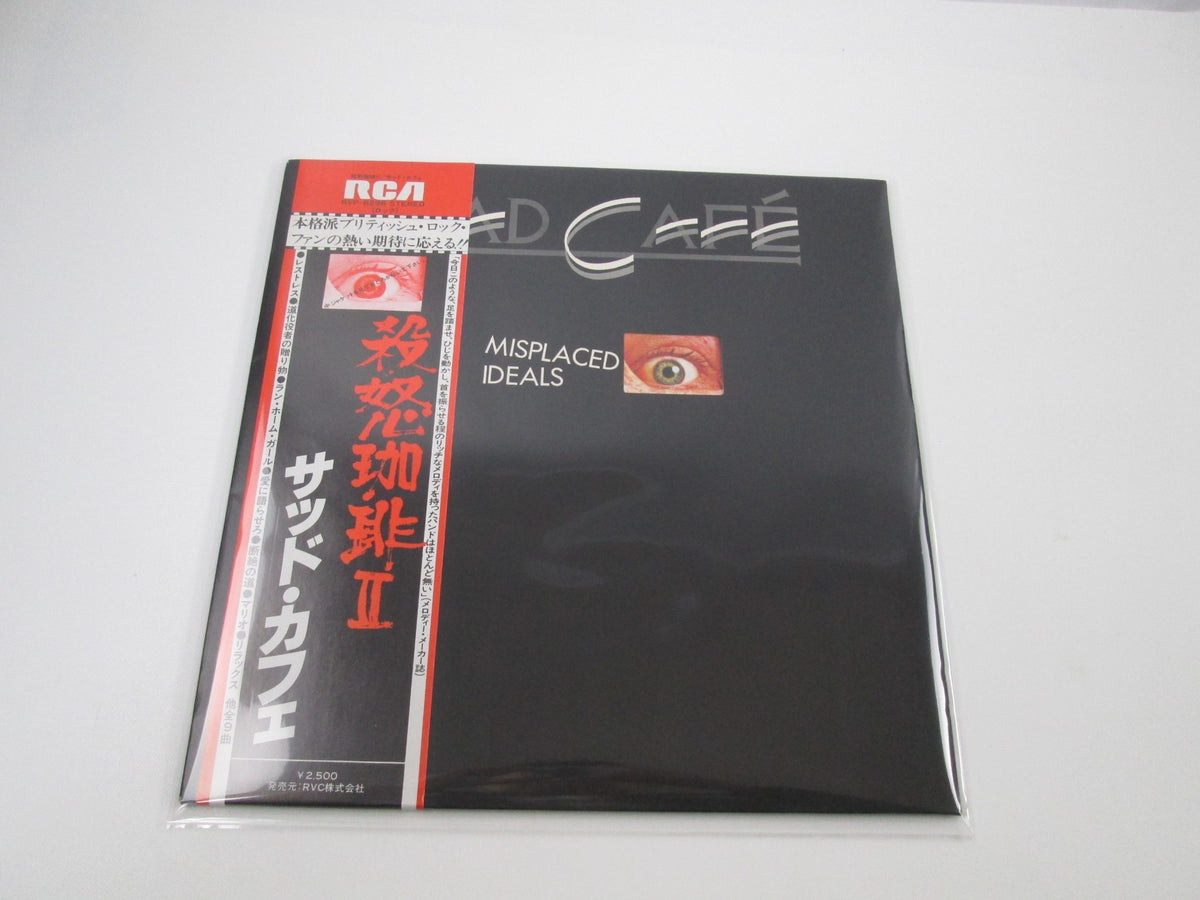 RCA
RVP-6296 STEREO
(ロック)
本格派ブリティッシュ・ロック・
ファンの熱い期待に応える!!
「今日このような、足を踏ませ、ひじを動かし、首を振らせる程のリッチなメロディを持ったバンドはほとんど無い」(メロディー・メーカー誌)
殺怒珈琲Ⅱ
サッド・カフェ
●レストレス●道化役者の贈り物●ラン・ホーム・ガール●愛に語らせろ●断絶の道●マリオ●リラックス 他全9曲
¥2,500
発売元:RVC株式会社
AD CAFÉ
MISPLACED
IDEALS